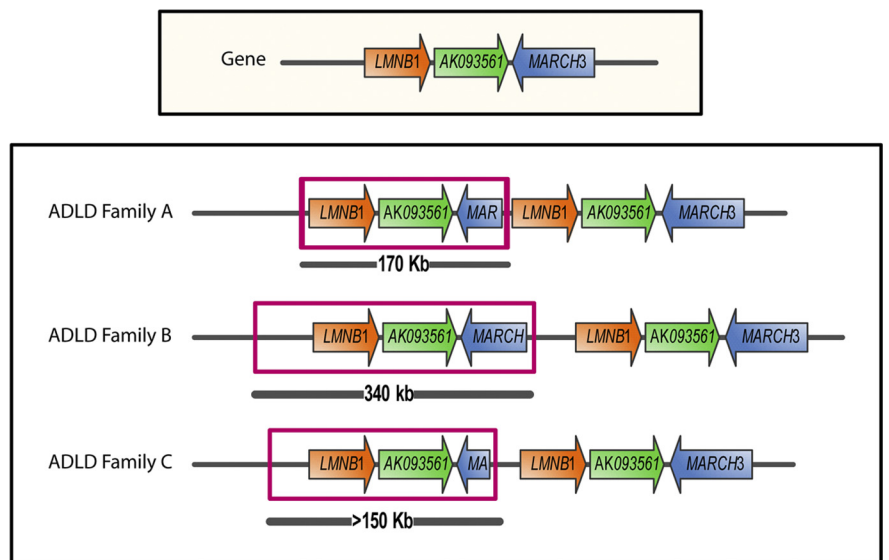 Gene LMNB1 AK093561 MARCH3
ADLD Family A LMNB1 AK093561 MAR LMNB1 AK093561 MARCH3
170 Kb
ADLD Family B LMNB1 AK093561 MARCH LMNB1 AK093561 MARCH3
340 kb
ADLD Family C LMNB1 AK093561 MA LMNB1 AK093561 MARCH3
>150 Kb